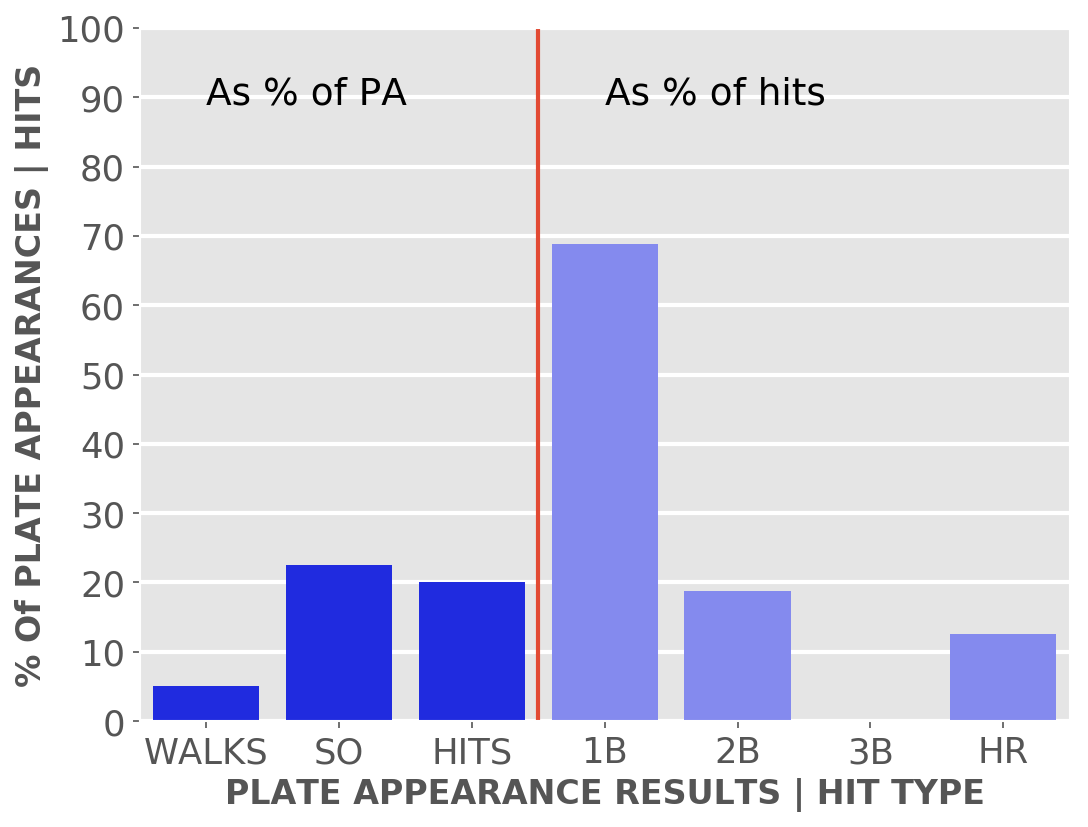 100
90
80
70
60
50
40
30
20
10
0
% Of PLATE APPEARANCES | HITS
As % of PA
As % of hits
WALKS SO HITS 1B 2B 3B HR
PLATE APPEARANCE RESULTS | HIT TYPE